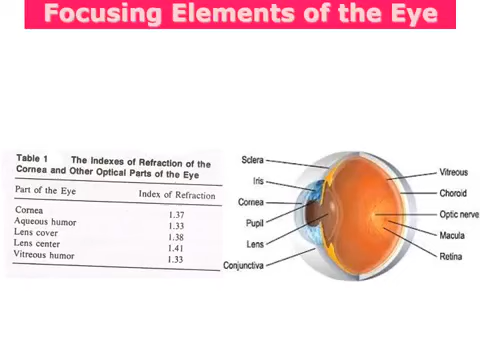 Focusing Elements of the Eye
Table 1 The Indexes of Refraction of the
Cornea and Other Optical Parts of the Eye
Part of the Eye Index of Refraction
Cornea 1.37
Aqueous humor 1.33
Lens cover 1.38
Lens center 1.41
Vitreous humor 1.33
Sclera
Iris
Cornea
Pupil
Lens
Conjunctiva
Vitreous
Choroid
Optic nerve
Macula
Retina